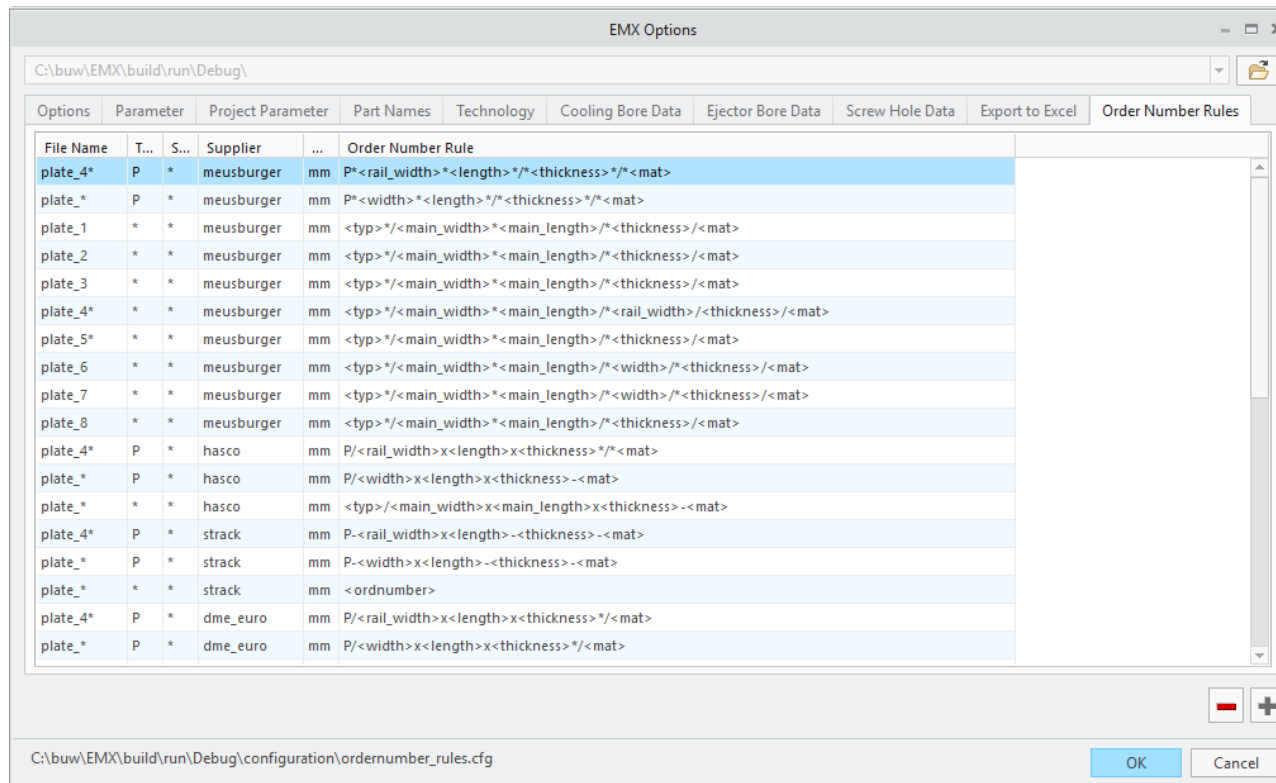 EMX Options
C:\buw\EMX\build\run\Debug\
Options Parameter Project Parameter Part Names Technology Cooling Bore Data Ejector Bore Data Screw Hole Data Export to Excel Order Number Rules
File Name T... S... Supplier ... Order Number Rule
plate_4* P * meusburger mm P*<rail_width>*<length>*/*<thickness>*/*<mat>
plate_* P * meusburger mm P*<width>*<length>*/*<thickness>*/*<mat>
plate_1 * * meusburger mm <typ>*/<main_width>*<main_length>/*<thickness>/<mat>
plate_2 * * meusburger mm <typ>*/<main_width>*<main_length>/*<thickness>/<mat>
plate_3 * * meusburger mm <typ>*/<main_width>*<main_length>/*<thickness>/<mat>
plate_4* * * meusburger mm <typ>*/<main_width>*<main_length>/*<rail_width>/<thickness>/<mat>
plate_5* * * meusburger mm <typ>*/<main_width>*<main_length>/*<thickness>/<mat>
plate_6 * * meusburger mm <typ>*/<main_width>*<main_length>/*<width>/*<thickness>/<mat>
plate_7 * * meusburger mm <typ>*/<main_width>*<main_length>/*<width>/*<thickness>/<mat>
plate_8 * * meusburger mm <typ>*/<main_width>*<main_length>/*<thickness>/<mat>
plate_4* P * hasco mm P/<rail_width>x<length>x<thickness>*/*<mat>
plate_* P * hasco mm P/<width>x<length>x<thickness>-<mat>
plate_* * * hasco mm <typ>/<main_width>x<main_length>x<thickness>-<mat>
plate_4* P * strack mm P-<rail_width>x<length>-<thickness>-<mat>
plate_* P * strack mm P-<width>x<length>-<thickness>-<mat>
plate_* * * strack mm <ordnumber>
plate_4* P * dme_euro mm P/<rail_width>x<length>x<thickness>*/<mat>
plate_* P * dme_euro mm P/<width>x<length>x<thickness>*/<mat>
C:\buw\EMX\build\run\Debug\configuration\ordernumber_rules.cfg
OK Cancel